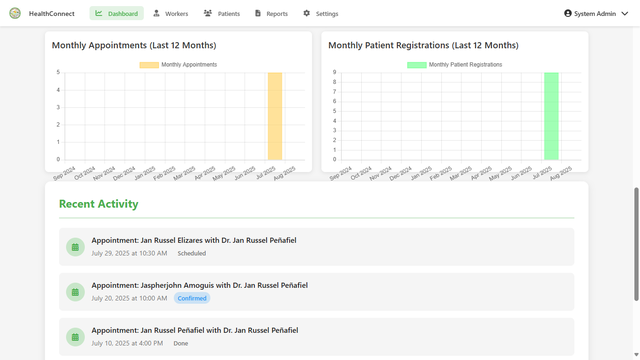 HealthConnect
Dashboard
Workers
Patients
Reports
Settings
System Admin
Monthly Appointments (Last 12 Months)
Monthly Appointments
5
4
3
2
1
0
Sep 2024
Oct 2024
Nov 2024
Dec 2024
Jan 2025
Feb 2025
Mar 2025
Apr 2025
May 2025
Jun 2025
Jul 2025
Aug 2025
Monthly Patient Registrations (Last 12 Months)
Monthly Patient Registrations
9
8
7
6
5
4
3
2
1
0
Sep 2024
Oct 2024
Nov 2024
Dec 2024
Jan 2025
Feb 2025
Mar 2025
Apr 2025
May 2025
Jun 2025
Jul 2025
Aug 2025
Recent Activity
Appointment: Jan Russel Elizares with Dr. Jan Russel Peñafiel
July 29, 2025 at 10:30 AM Scheduled
Appointment: Jaspherjohn Amoguis with Dr. Jan Russel Peñafiel
July 20, 2025 at 10:00 AM Confirmed
Appointment: Jan Russel Peñafiel with Dr. Jan Russel Peñafiel
July 10, 2025 at 4:00 PM Done